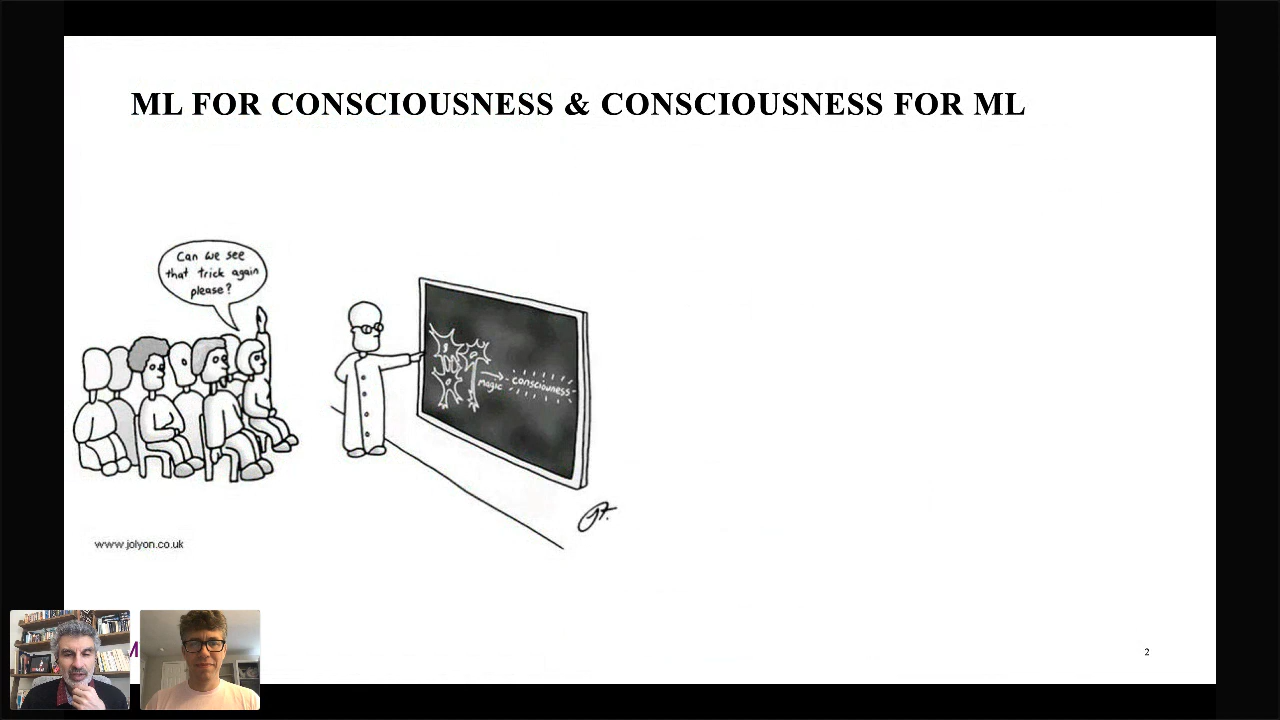 ML FOR CONSCIOUSNESS & CONSCIOUSNESS FOR ML
Can we see
that trick again
please?
magic
consciousness
www.jolyon.co.uk
M
2